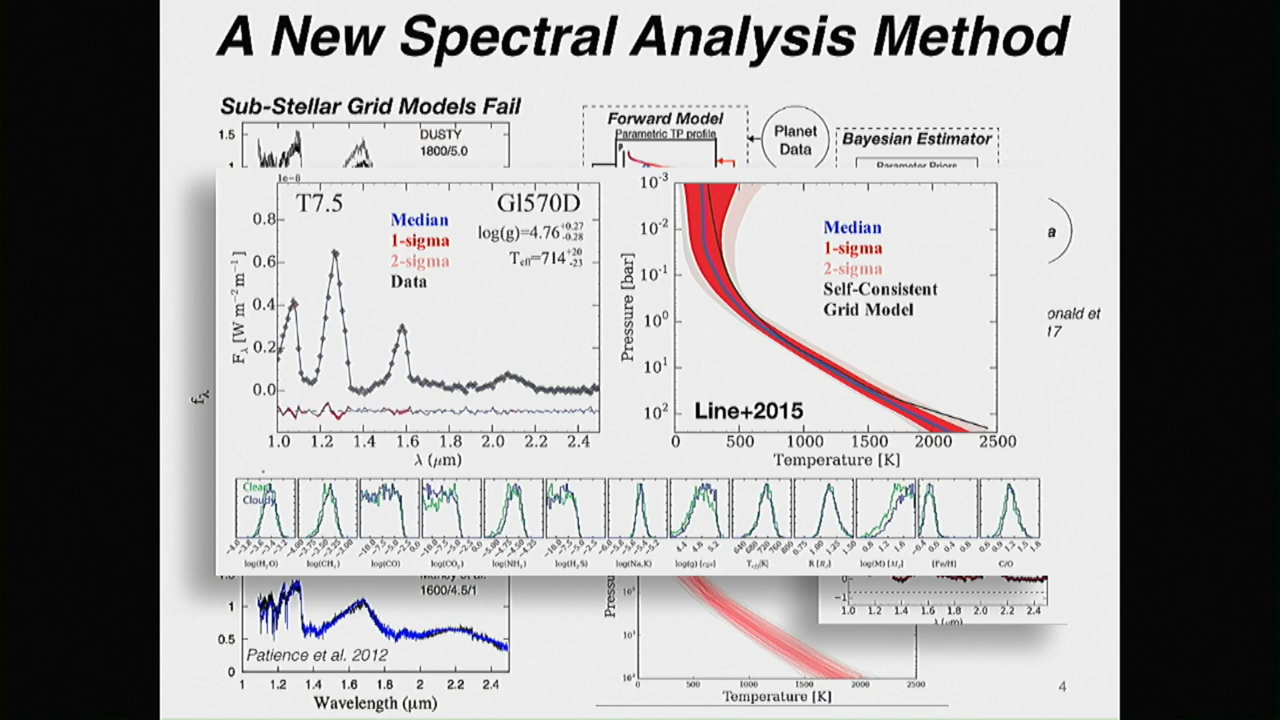 A New Spectral Analysis Method
Sub-Stellar Grid Models Fail
1.5
1
DUSTY
1800/5.0
Forward Model
Parametric TP profile
P
Planet
Data
Bayesian Estimator
1e-8
T7.5
Gl570D
Median
1-sigma
2-sigma
Data
log(g)=4.76 +0.27 -0.28
Teff=714 +20 -23
Fλ [W m−2 m−1]
0.8
0.6
0.4
0.2
0.0
1.0 1.2 1.4 1.6 1.8 2.0 2.2 2.4
λ (μm)
Pressure [bar]
10-3
10-2
10-1
100
101
102
Median
1-sigma
2-sigma
Self-Consistent
Grid Model
Line+2015
0 500 1000 1500 2000 2500
Temperature [K]
a
onald et
17
fλ
Clear
Cloudy
log(H2O) log(CH4) log(CO) log(CO2) log(NH3) log(H2S) log(Na,K) log(g) [cgs] Teff[K] R [RJ] log(M) [MJ] [Fe/H] C/O
1600/4.5/1
1
0.5
0
Patience et al. 2012
1 1.2 1.4 1.6 1.8 2 2.2 2.4
Wavelength (μm)
Pressu
101
102
0 500 1000 1500 2000 2500
Temperature [K]
0
−1
1.0 1.2 1.4 1.6 1.8 2.0 2.2 2.4
λ (μm)
4